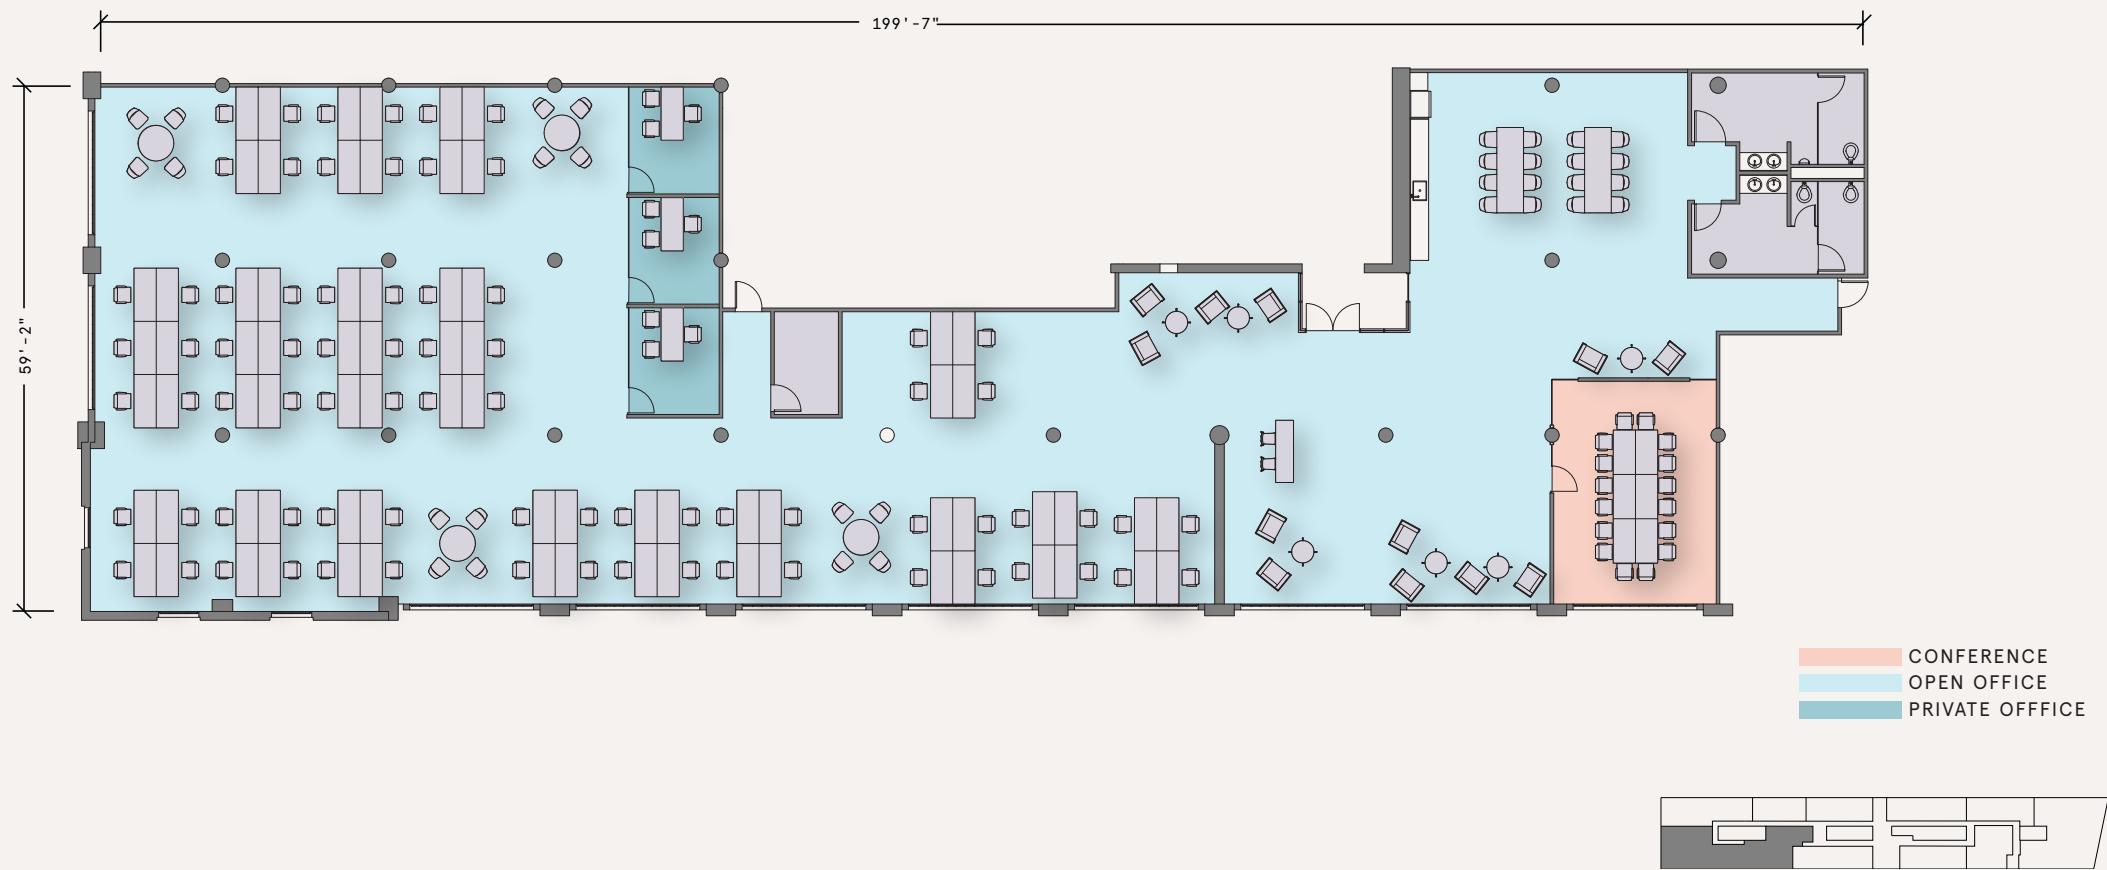 199'-7"
59'-2"
CONFERENCE
OPEN OFFICE
PRIVATE OFFFICE